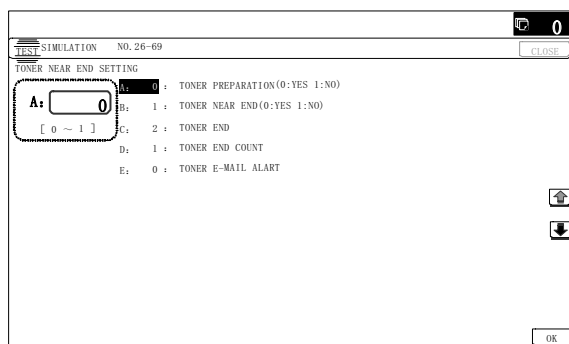 0
TEST SIMULATION NO.26-69
CLOSE
TONER NEAR END SETTING
A: 0
[ 0 ~ 1 ]
A: 0 : TONER PREPARATION(0:YES 1:NO)
B: 1 : TONER NEAR END(0:YES 1:NO)
C: 2 : TONER END
D: 1 : TONER END COUNT
E: 0 : TONER E-MAIL ALART
OK